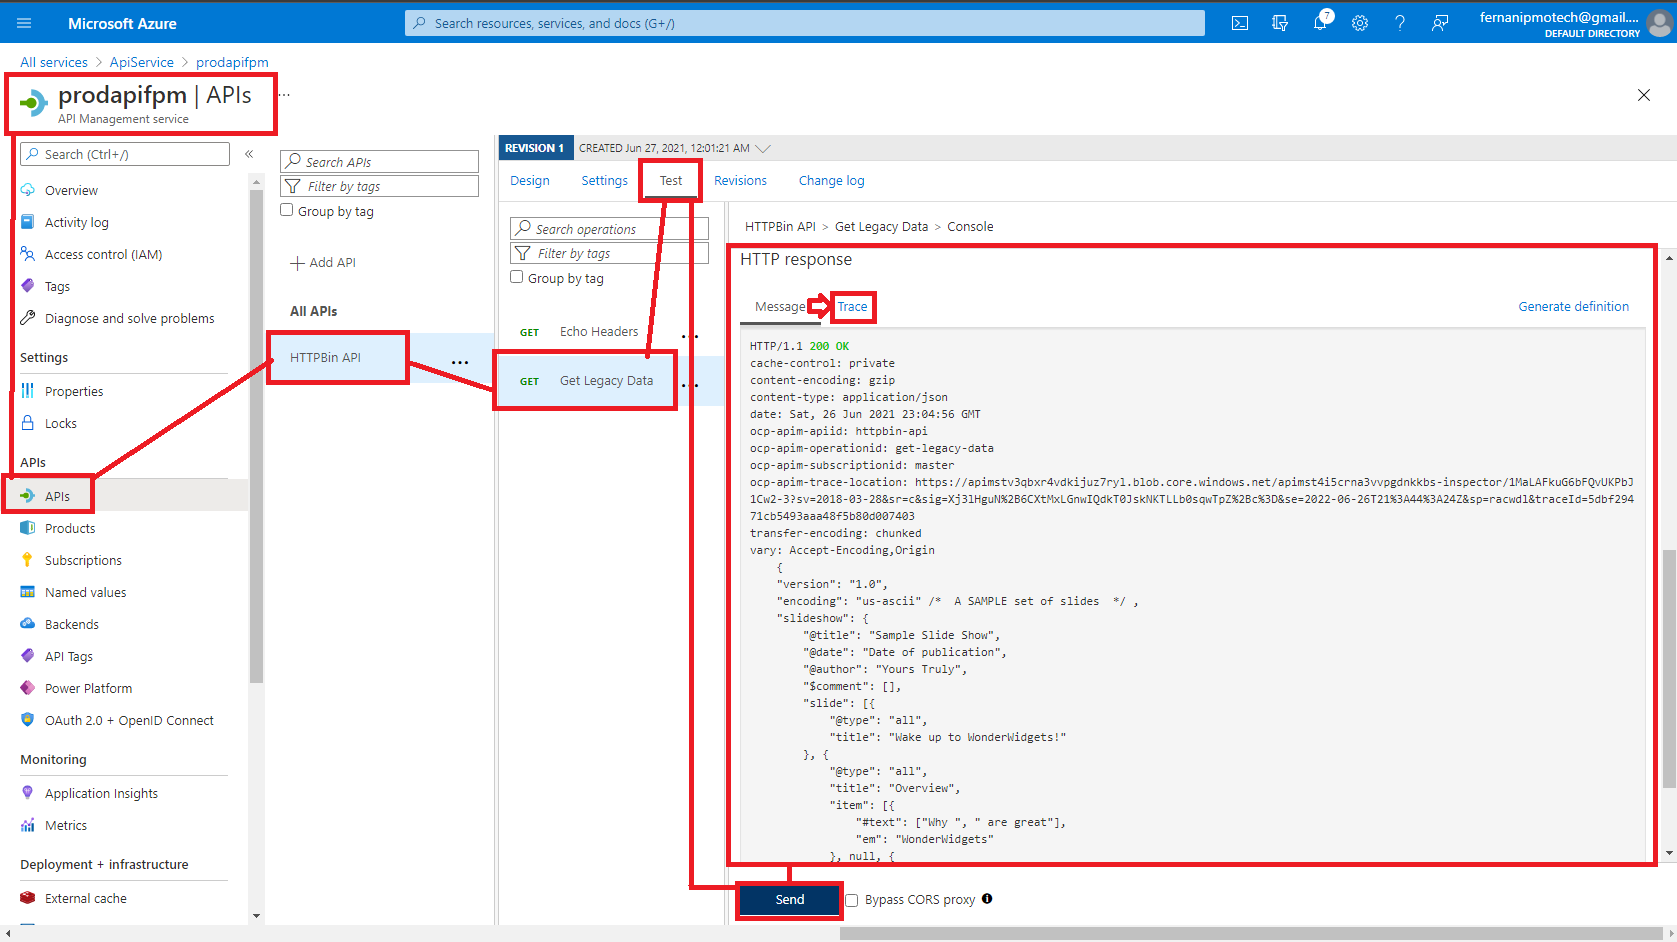 Microsoft Azure
Search resources, services, and docs (G+/)
7
fernanipmotech@gmail....
DEFAULT DIRECTORY
All services > ApiService > prodapifpm
prodapifpm | APIs
...
API Management service
Search (Ctrl+/)
«
Overview
Activity log
Access control (IAM)
Tags
Diagnose and solve problems
Settings
Properties
Locks
APIs
APIs
Products
Subscriptions
Named values
Backends
API Tags
Power Platform
OAuth 2.0 + OpenID Connect
Monitoring
Application Insights
Metrics
Deployment + infrastructure
External cache
Search APIs
Filter by tags
Group by tag
Add API
All APIs
HTTPBin API
...
REVISION 1
CREATED Jun 27, 2021, 12:01:21 AM
Design
Settings
Test
Revisions
Change log
Search operations
Filter by tags
Group by tag
GET Echo Headers
...
GET Get Legacy Data
...
HTTPBin API > Get Legacy Data > Console
HTTP response
Message
Trace
Generate definition
HTTP/1.1 200 OK
cache-control: private
content-encoding: gzip
content-type: application/json
date: Sat, 26 Jun 2021 23:04:56 GMT
ocp-apim-apiid: httpbin-api
ocp-apim-operationid: get-legacy-data
ocp-apim-subscriptionid: master
ocp-apim-trace-location: https://apimstv3qbxr4vdkijuz7ryl.blob.core.windows.net/apimst4i5crna3vvpgdnkkbs-inspector/1MaLAFkuG6bFQvUKPbJ
1Cw2-3?sv=2018-03-28&sr=c&sig=Xj3lHguN%2B6CXtMxLGnwIQdkT0JskNKTLLb0sqwTpZ%2Bc%3D&se=2022-06-26T21%3A44%3A24Z&sp=racwdl&traceId=5dbf294
71cb5493aaa48f5b80d007403
transfer-encoding: chunked
vary: Accept-Encoding,Origin
{
"version": "1.0",
"encoding": "us-ascii" /*  A SAMPLE set of slides  */ ,
"slideshow": {
"@title": "Sample Slide Show",
"@date": "Date of publication",
"@author": "Yours Truly",
"$comment": [],
"slide": [{
"@type": "all",
"title": "Wake up to WonderWidgets!"
}, {
"@type": "all",
"title": "Overview",
"item": [{
"#text": ["Why ", " are great"],
"em": "WonderWidgets"
}, null, {
Send
Bypass CORS proxy